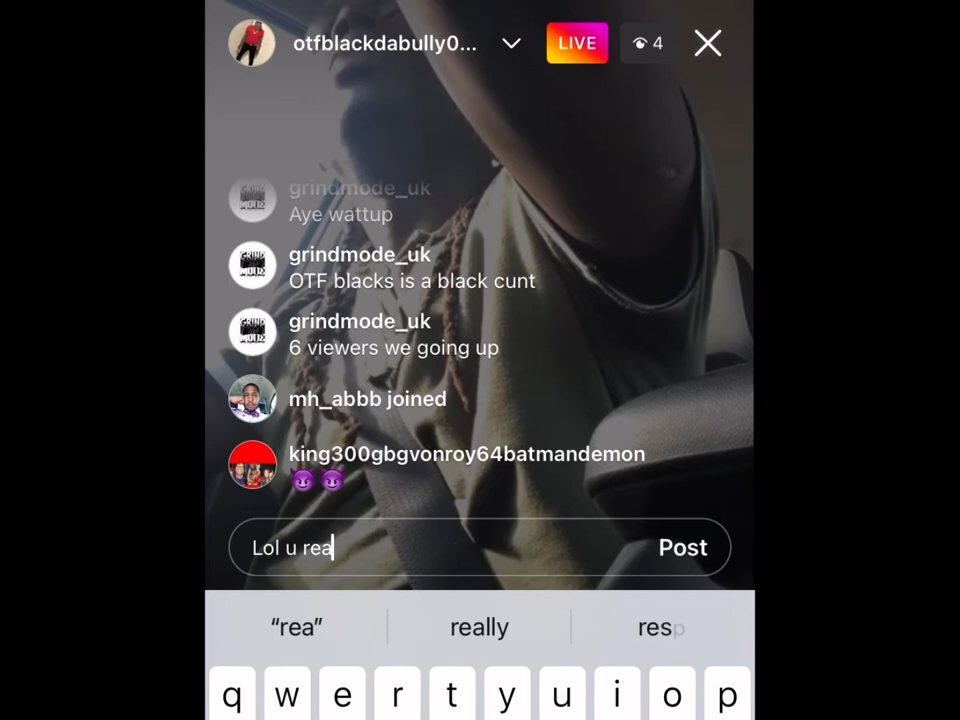 otfblackdabully0...
LIVE
4
grindmode_uk
Aye wattup
grindmode_uk
OTF blacks is a black cunt
grindmode_uk
6 viewers we going up
mh_abbb joined
king300gbgvonroy64batmandemon
😈 😈
Lol u rea
Post
“rea” really resp
q w e r t y u i o p